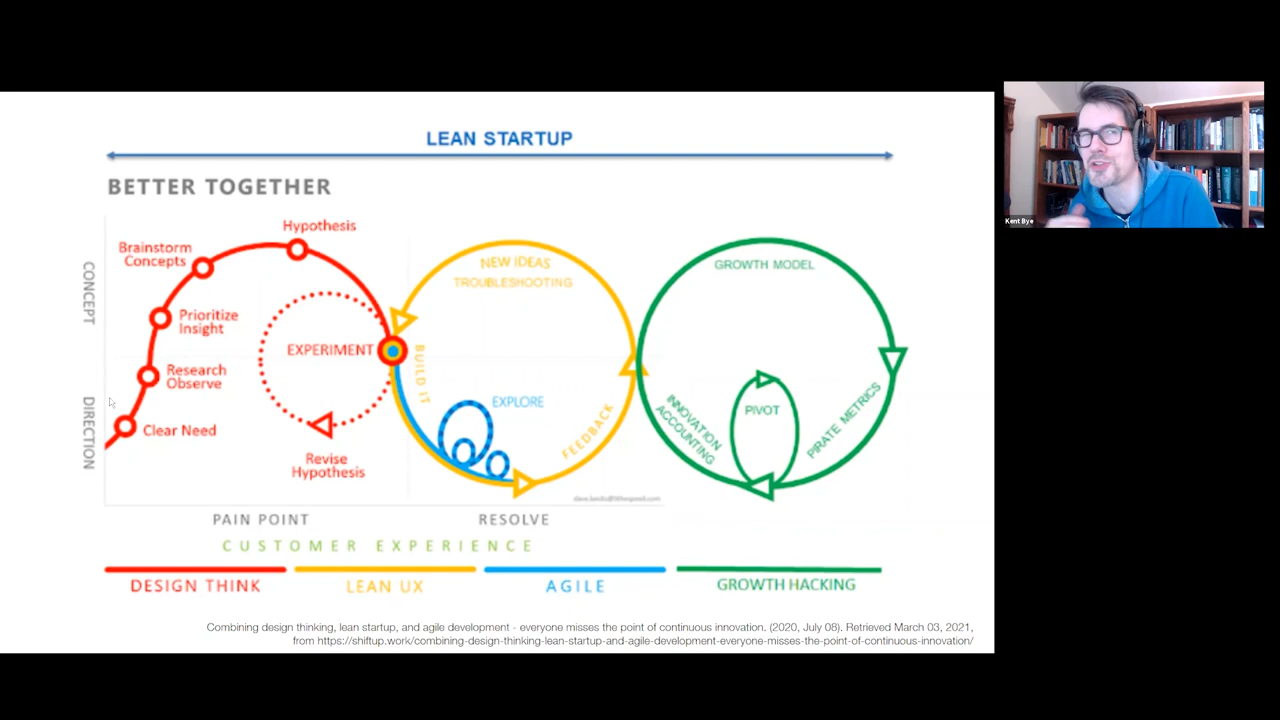 LEAN STARTUP
BETTER TOGETHER
Hypothesis
Brainstorm
Concepts
CONCEPT
Prioritize
Insight
EXPERIMENT
Research
Observe
DIRECTION
Clear Need
Revise
Hypothesis
NEW IDEAS
TROUBLESHOOTING
BUILD IT
EXPLORE
FEEDBACK
GROWTH MODEL
PIVOT
INNOVATION
ACCOUNTING
PIRATE METRICS
PAIN POINT
RESOLVE
CUSTOMER EXPERIENCE
DESIGN THINK
LEAN UX
AGILE
GROWTH HACKING
Combining design thinking, lean startup, and agile development - everyone misses the point of continuous innovation. (2020, July 08). Retrieved March 03, 2021,
from https://shiftup.work/combining-design-thinking-lean-startup-and-agile-development-everyone-misses-the-point-of-continuous-innovation/
Kent Bye